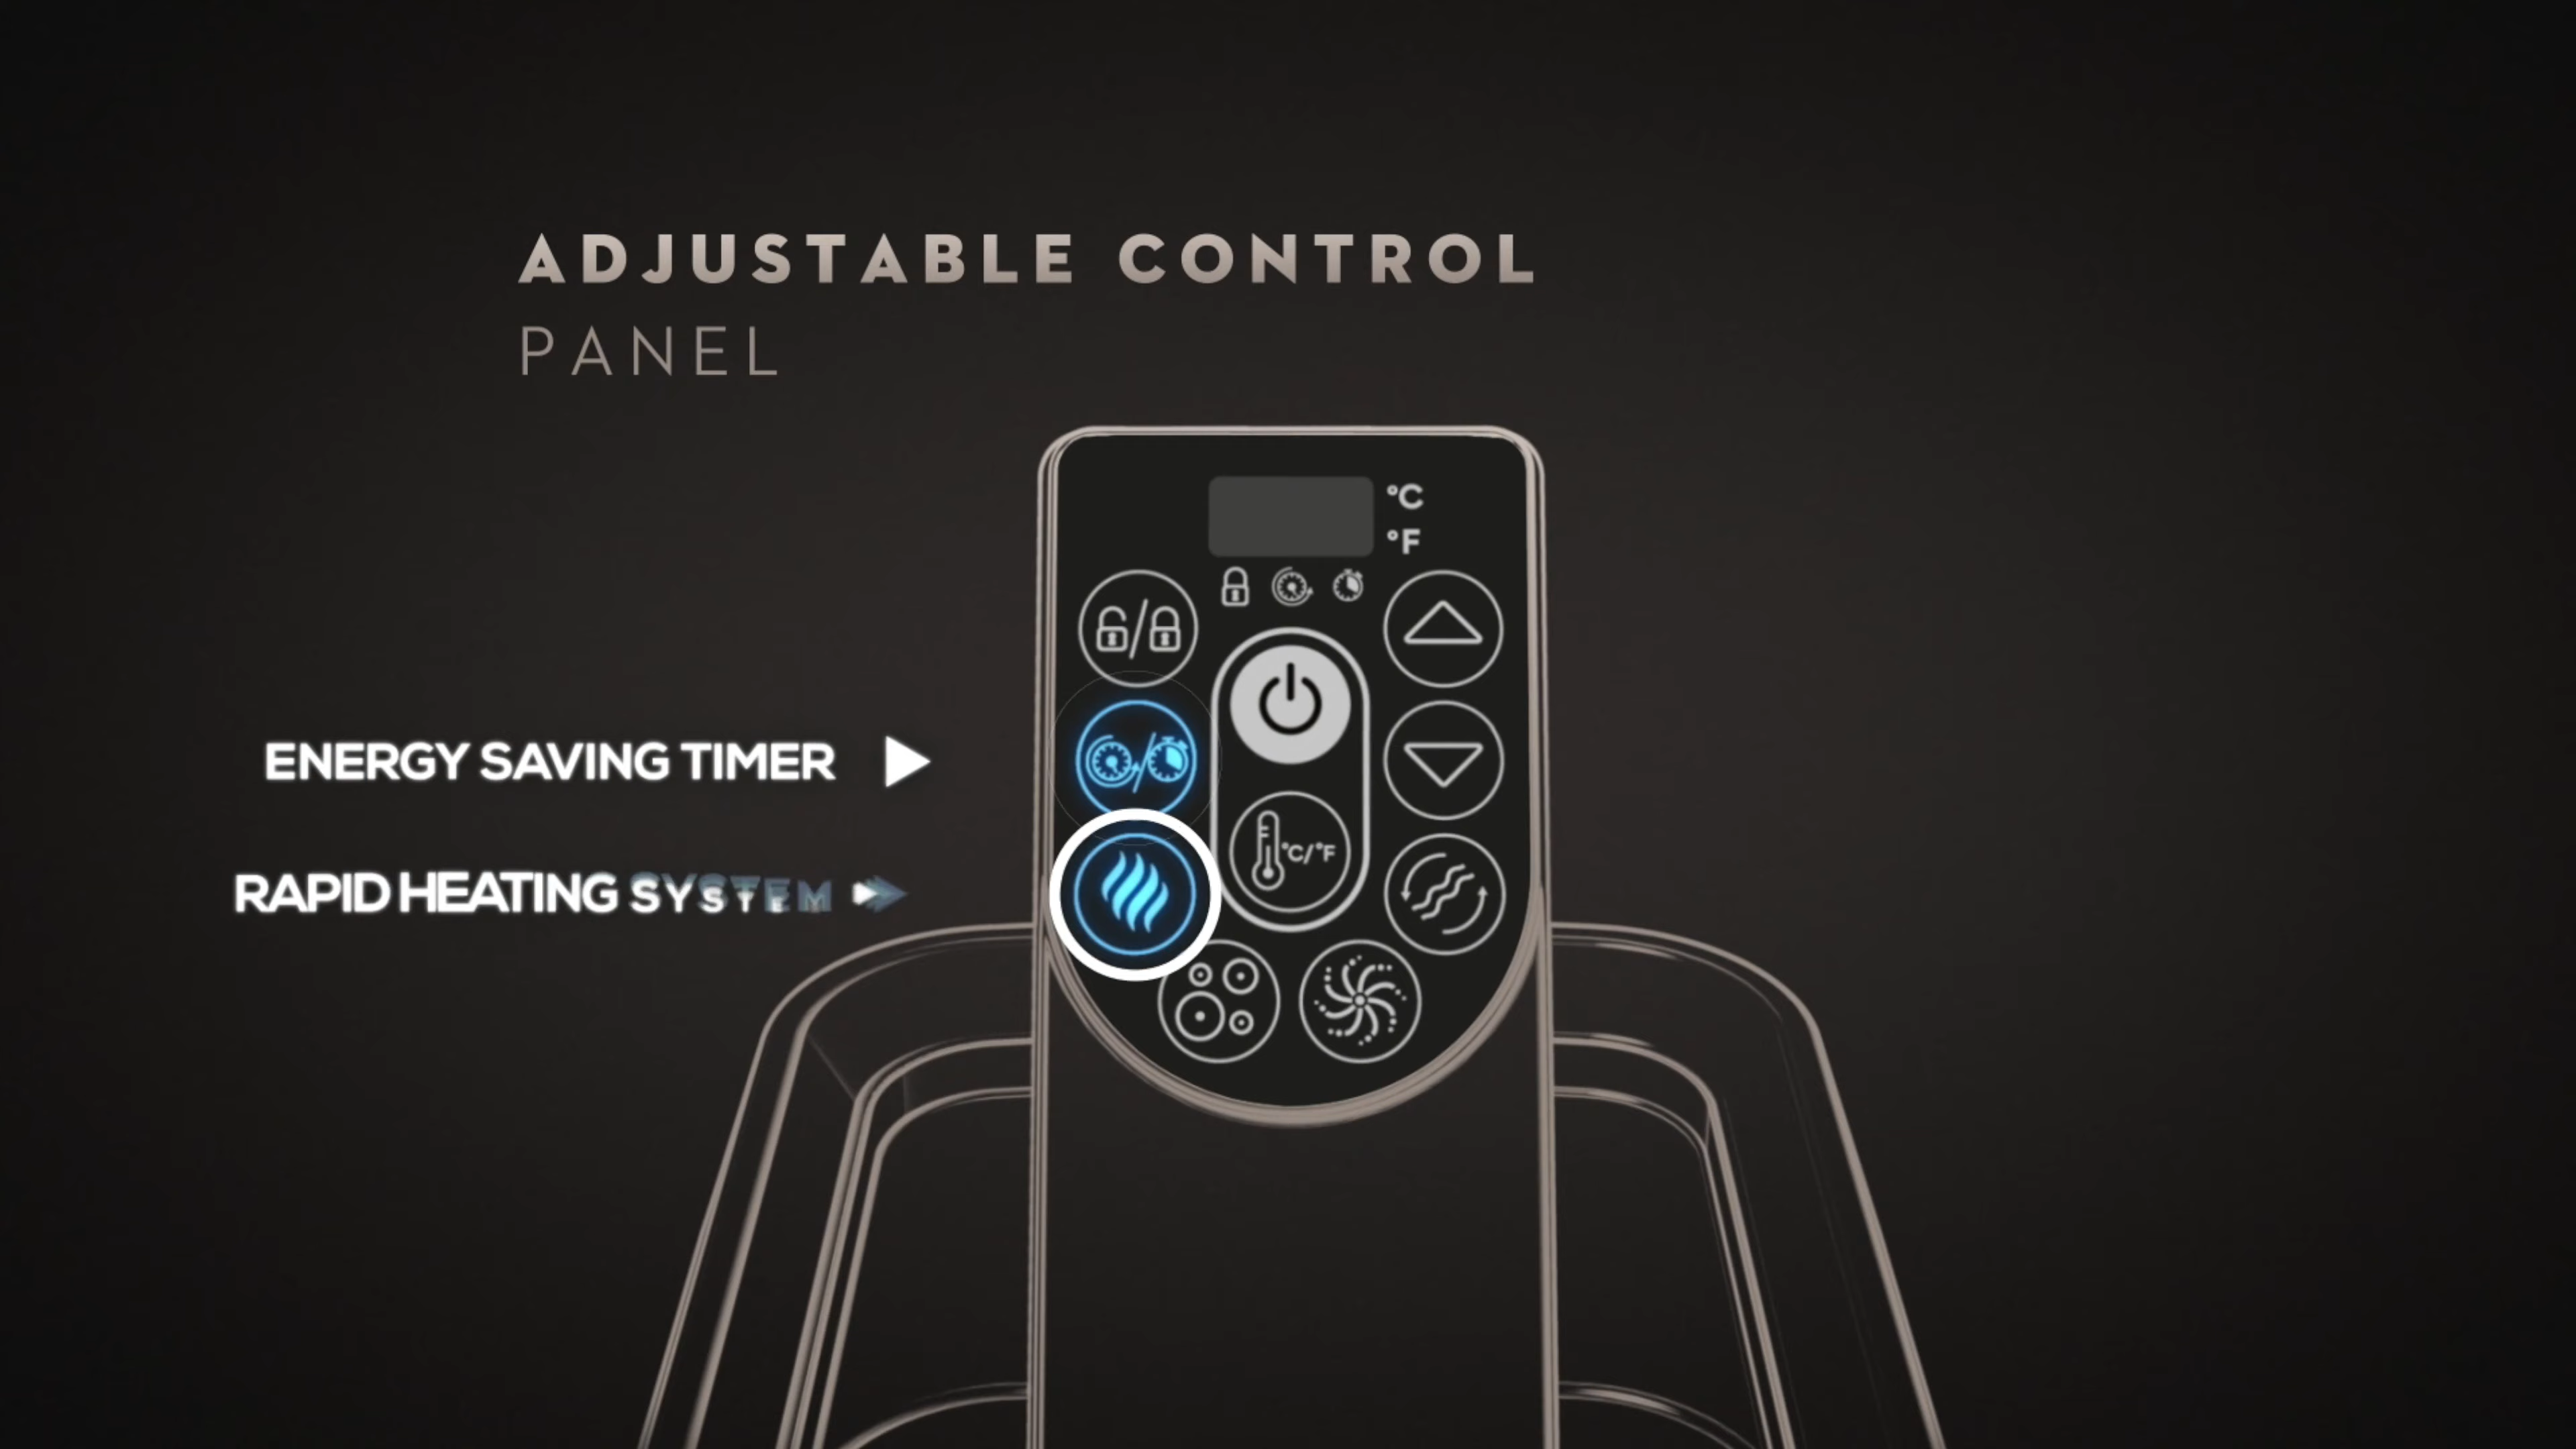 ADJUSTABLE CONTROL
PANEL
°C
°F
ENERGY SAVING TIMER
°C/°F
RAPID HEATING SYSTEM